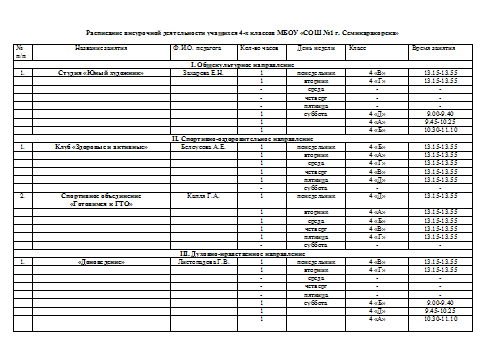 Расписание внеурочной деятельности учащихся 4-х классов МБОУ «СОШ №1 г. Семикаракорска»
№ п/п Название занятия Ф.И.О. педагога Кол-во часов День недели Класс Время занятия
I. Общекультурное направление
1. Студия «Юный художник» Захарова Е.Н. 1 понедельник 4 «В» 13.15-13.55
1 вторник 4 «Г» 13.15-13.55
- среда - -
- четверг - -
- пятница - -
1 суббота 4 «Д» 9.00-9.40
1 4 «А» 9.45-10.25
1 4 «Б» 10.30-11.10
II. Спортивно-оздоровительное направление
1. Клуб «Здоровые и активные» Белоусова А.Е. 1 понедельник 4 «Б» 13.15-13.55
1 вторник 4 «А» 13.15-13.55
1 среда 4 «Г» 13.15-13.55
1 четверг 4 «В» 13.15-13.55
1 пятница 4 «Д» 13.15-13.55
- суббота - -
2. Спортивное объединение «Готовимся к ГТО» Капля Г.А. 1 понедельник 4 «Д» 13.15-13.55
1 вторник 4 «А» 13.15-13.55
1 среда 4 «Б» 13.15-13.55
1 четверг 4 «В» 13.15-13.55
1 пятница 4 «Г» 13.15-13.55
- суббота - -
III. Духовно-нравственное направление
1. «Доноведение» Листопадова Г.В. 1 понедельник 4 «В» 13.15-13.55
1 вторник 4 «Г» 13.15-13.55
- среда - -
- четверг - -
- пятница - -
1 суббота 4 «Б» 9.00-9.40
1 4 «Д» 9.45-10.25
1 4 «А» 10.30-11.10